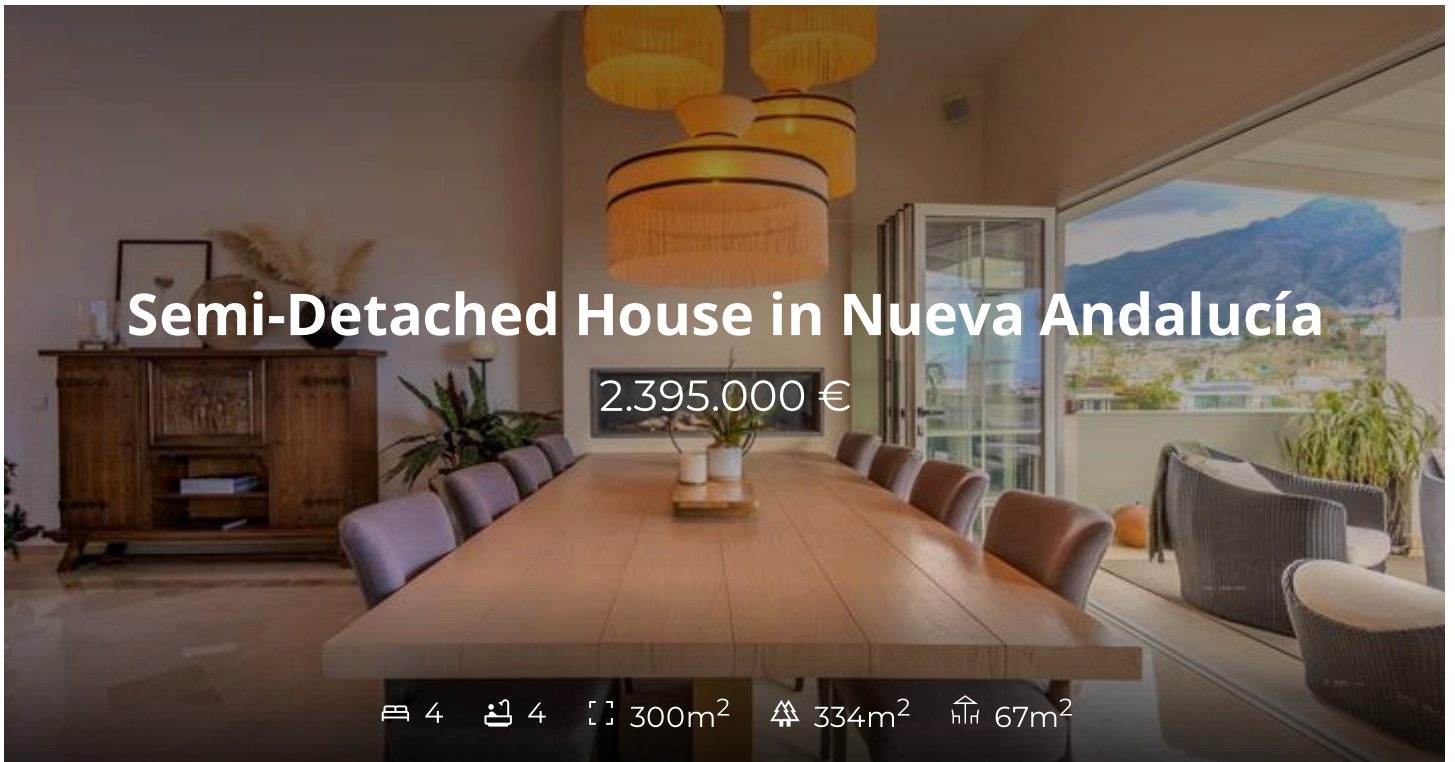 Semi-Detached House in Nueva Andalucía
2.395.000 €
4 4 300m² 334m² 67m²